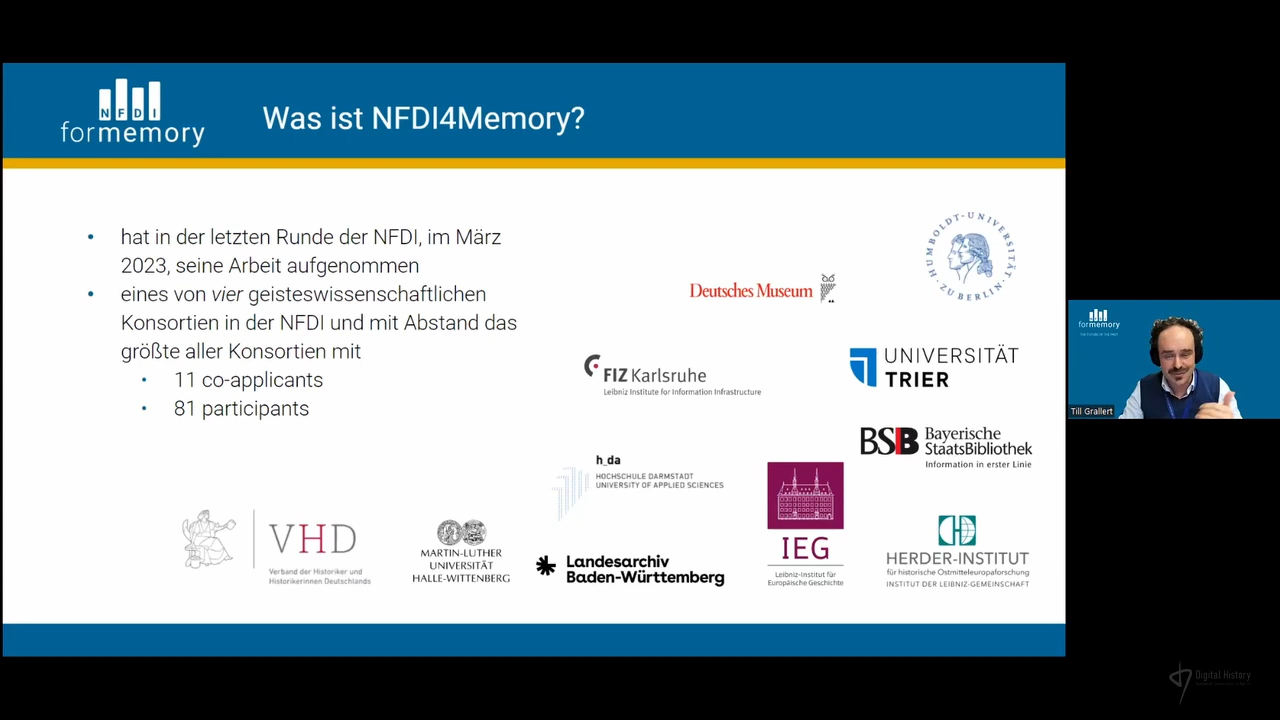 NFDI
formemory
Was ist NFDI4Memory?
• hat in der letzten Runde der NFDI, im März
2023, seine Arbeit aufgenommen
• eines von vier geisteswissenschaftlichen
Konsortien in der NFDI und mit Abstand das
größte aller Konsortien mit
• 11 co-applicants
• 81 participants
Deutsches Museum
HUMBOLDT-UNIVERSITÄT
ZU BERLIN
FIZ Karlsruhe
Leibniz Institute for Information Infrastructure
UNIVERSITÄT
TRIER
BSB Bayerische
StaatsBibliothek
Information in erster Linie
h_da
HOCHSCHULE DARMSTADT
UNIVERSITY OF APPLIED SCIENCES
VHD
Verband der Historiker und
Historikerinnen Deutschlands
MARTIN-LUTHER
UNIVERSITÄT
HALLE-WITTENBERG
Landesarchiv
Baden-Württemberg
IEG
Leibniz-Institut für
Europäische Geschichte
HERDER-INSTITUT
für historische Ostmitteleuropaforschung
INSTITUT DER LEIBNIZ-GEMEINSCHAFT
formemory
Till Grallert
Digital History